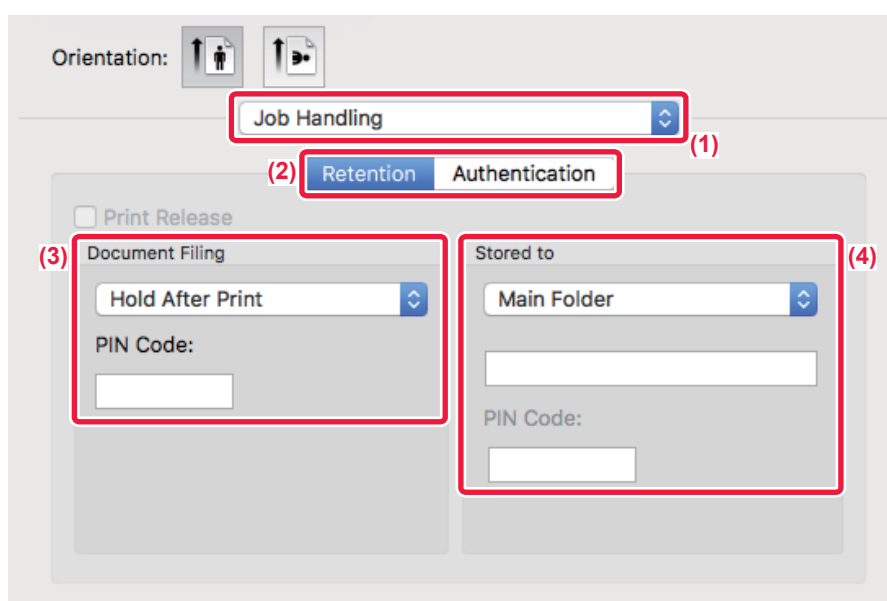 Orientation:
Job Handling
(1)
(2) Retention Authentication
Print Release
(3) Document Filing Stored to (4)
Hold After Print Main Folder
PIN Code:
PIN Code: